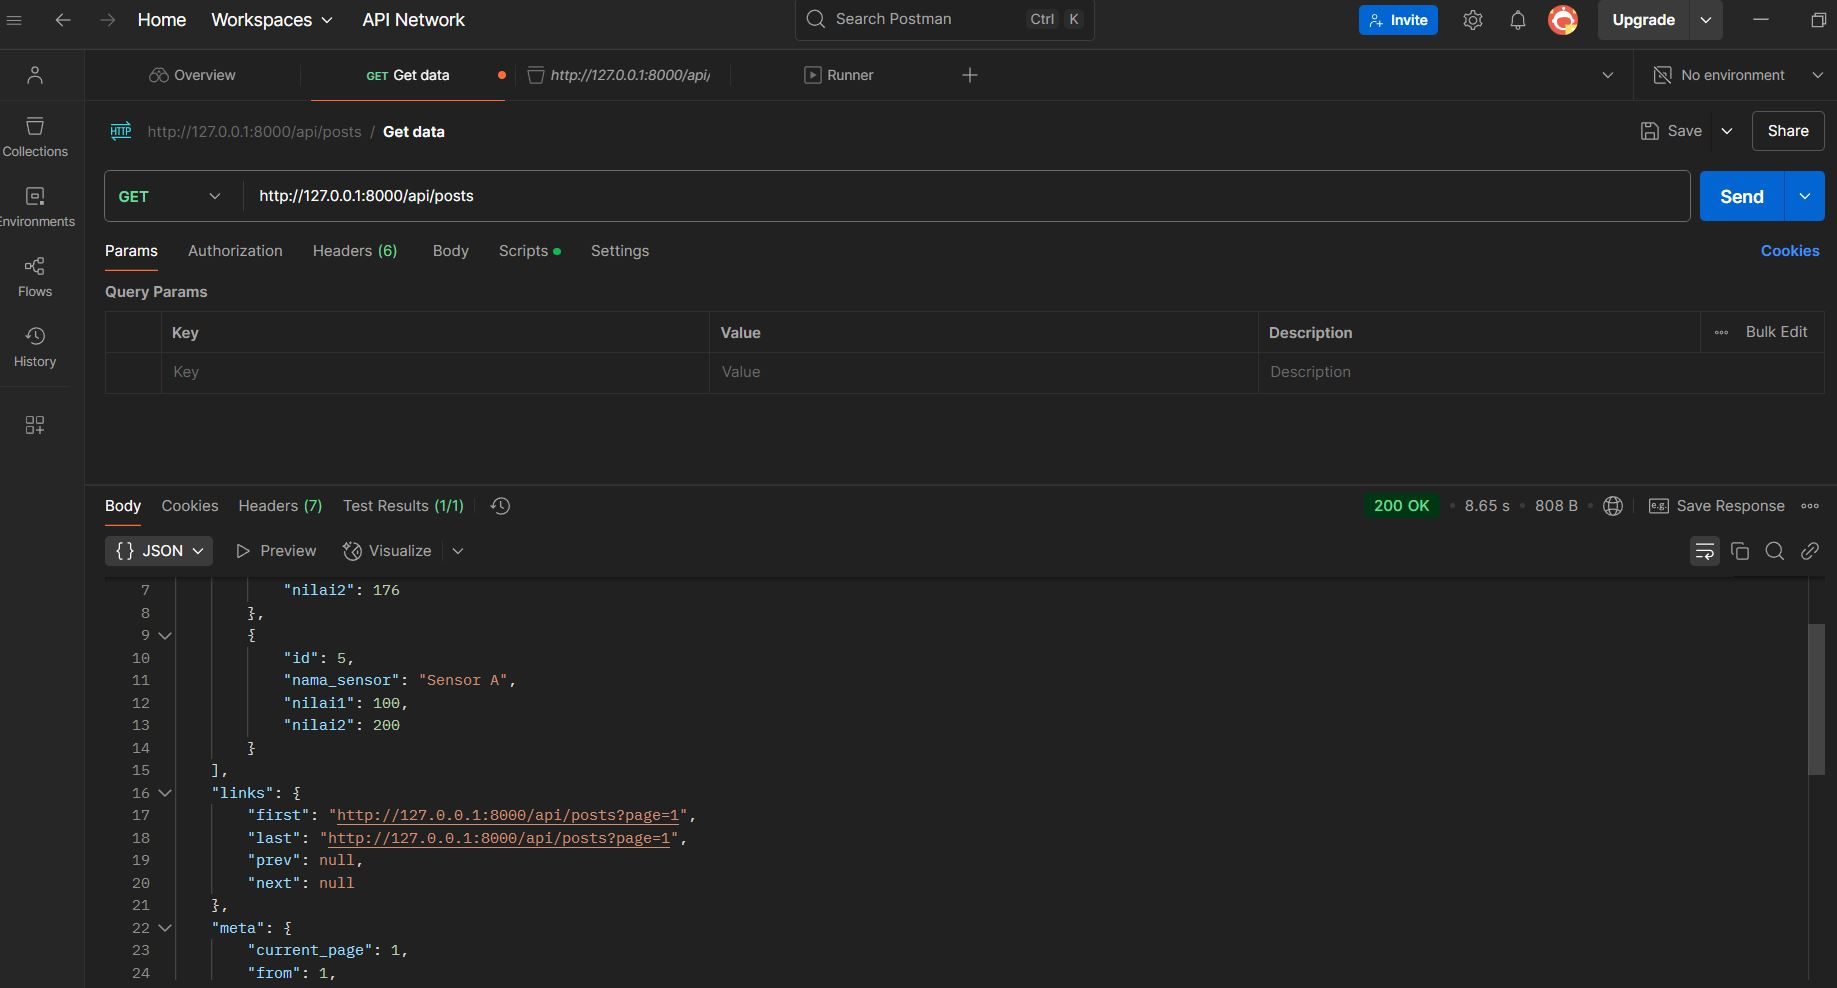 Home Workspaces API Network Search Postman Ctrl K Invite Upgrade
Overview GET Get data http://127.0.0.1:8000/api/ Runner No environment
http://127.0.0.1:8000/api/posts / Get data Save Share
Collections
Environments
Flows
History
GET http://127.0.0.1:8000/api/posts Send
Params Authorization Headers (6) Body Scripts Settings Cookies
Query Params
Key Value Description Bulk Edit
Key Value Description
Body Cookies Headers (7) Test Results (1/1) 200 OK • 8.65 s • 808 B • e.g. Save Response
{} JSON Preview Visualize
7 "nilai2": 176
8 },
9 {
10 "id": 5,
11 "nama_sensor": "Sensor A",
12 "nilai1": 100,
13 "nilai2": 200
14 }
15 ],
16 "links": {
17 "first": "http://127.0.0.1:8000/api/posts?page=1",
18 "last": "http://127.0.0.1:8000/api/posts?page=1",
19 "prev": null,
20 "next": null
21 },
22 "meta": {
23 "current_page": 1,
24 "from": 1,